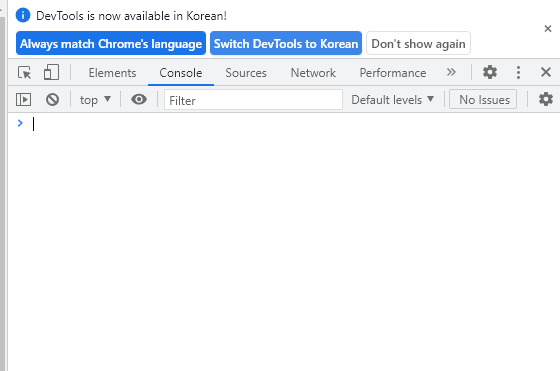 DevTools is now available in Korean!
Always match Chrome's language Switch DevTools to Korean Don't show again
Elements Console Sources Network Performance »
top ▼ Filter Default levels ▼ No Issues
>